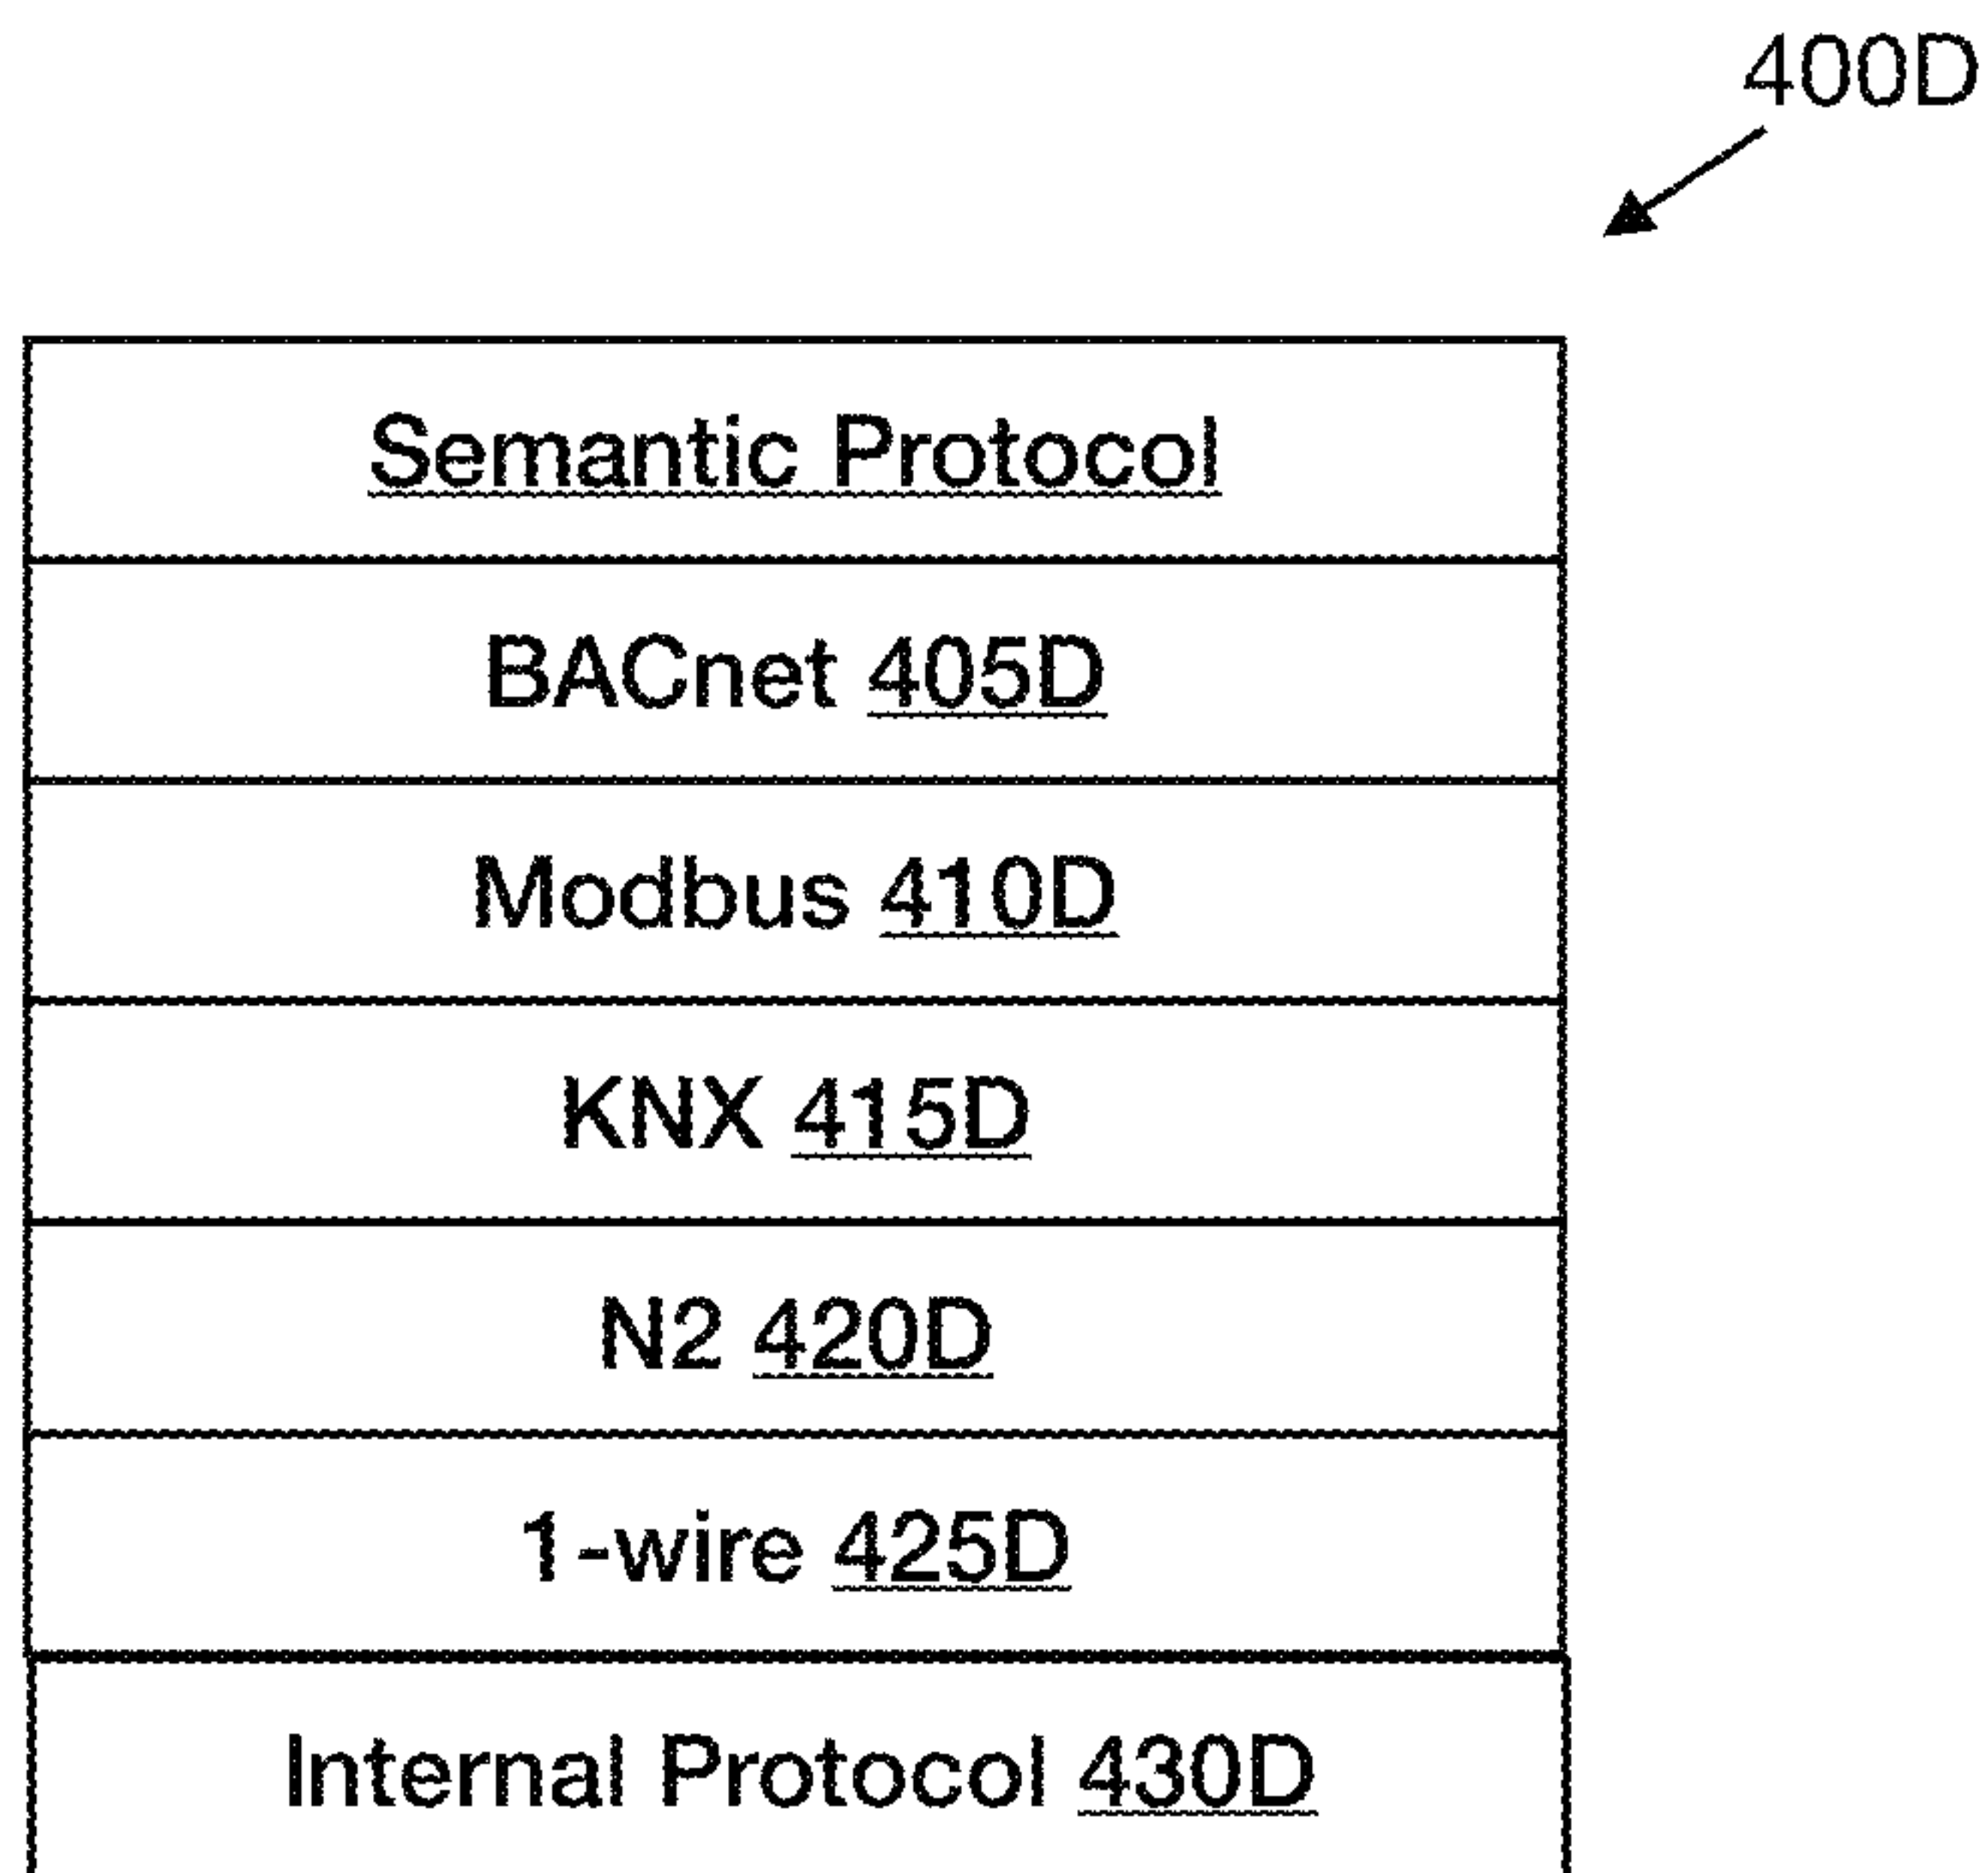 400D
Semantic Protocol
BACnet 405D
Modbus 410D
KNX 415D
N2 420D
1-wire 425D
Internal Protocol 430D